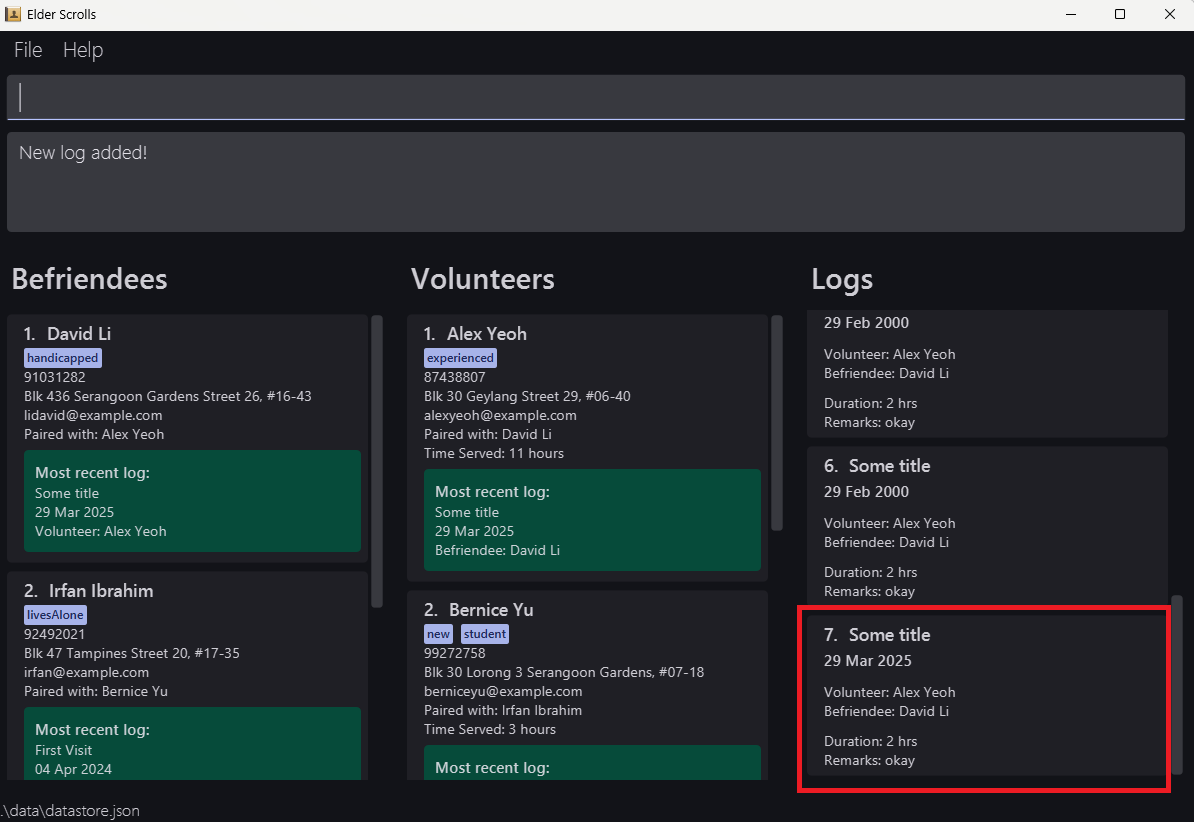 Elder Scrolls
File Help
New log added!
Befriendees
1. David Li
handicapped
91031282
Blk 436 Serangoon Gardens Street 26, #16-43
lidavid@example.com
Paired with: Alex Yeoh
Most recent log:
Some title
29 Mar 2025
Volunteer: Alex Yeoh
2. Irfan Ibrahim
livesAlone
92492021
Blk 47 Tampines Street 20, #17-35
irfan@example.com
Paired with: Bernice Yu
Most recent log:
First Visit
04 Apr 2024
Volunteers
1. Alex Yeoh
experienced
87438807
Blk 30 Geylang Street 29, #06-40
alexyeoh@example.com
Paired with: David Li
Time Served: 11 hours
Most recent log:
Some title
29 Mar 2025
Befriendee: David Li
2. Bernice Yu
new student
99272758
Blk 30 Lorong 3 Serangoon Gardens, #07-18
berniceyu@example.com
Paired with: Irfan Ibrahim
Time Served: 3 hours
Most recent log:
Logs
29 Feb 2000
Volunteer: Alex Yeoh
Befriendee: David Li
Duration: 2 hrs
Remarks: okay
6. Some title
29 Feb 2000
Volunteer: Alex Yeoh
Befriendee: David Li
Duration: 2 hrs
Remarks: okay
7. Some title
29 Mar 2025
Volunteer: Alex Yeoh
Befriendee: David Li
Duration: 2 hrs
Remarks: okay
.\data\datastore.json